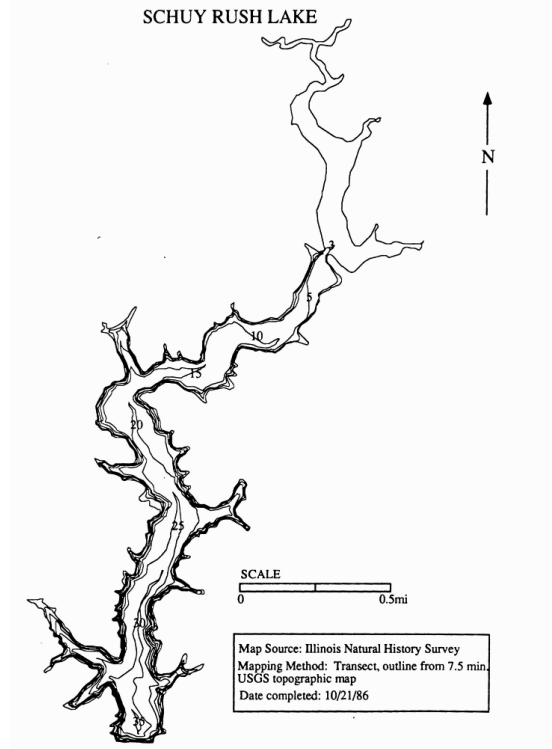 SCHUY RUSH LAKE
N
3
5
10
15
20
25
30
SCALE
0 0.5mi
Map Source: Illinois Natural History Survey
Mapping Method: Transect, outline from 7.5 min.
USGS topographic map
Date completed: 10/21/86